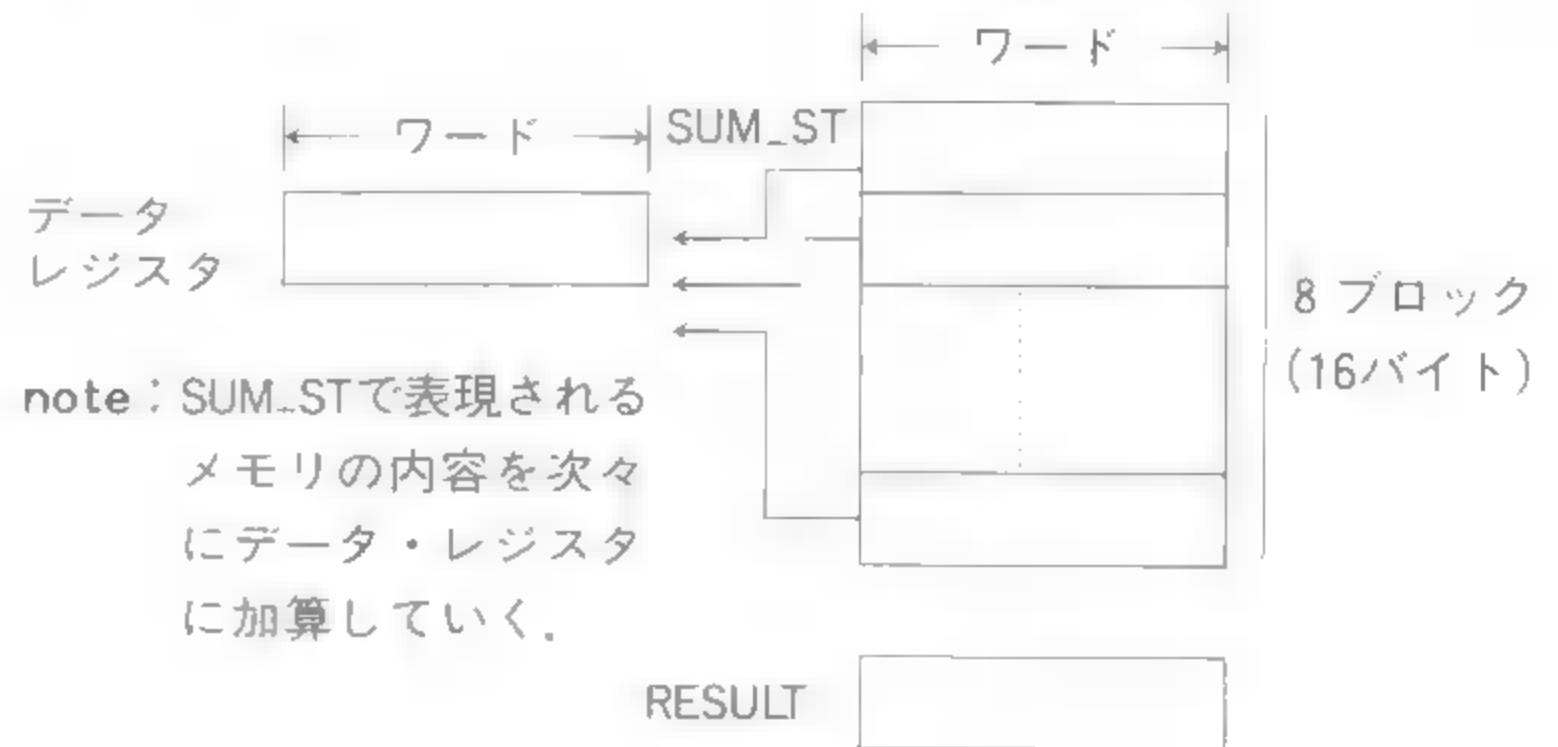 ワード
ワード
SUM_ST
データ
レジスタ
8 ブロック
(16バイト)
note：SUM_STで表現される
メモリの内容を次々
にデータ・レジスタ
に加算していく.
RESULT